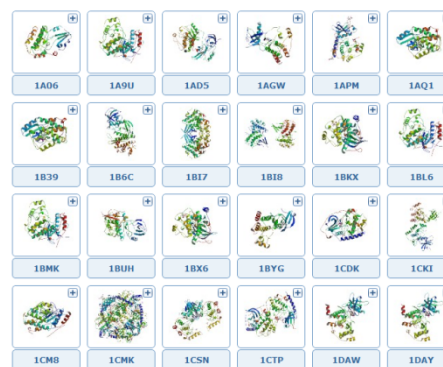 1A06 1A9U 1AD5 1AGW 1APM 1AQ1
1B39 1B6C 1BI7 1BI8 1BKX 1BL6
1BMK 1BUH 1BX6 1BYG 1CDK 1CKI
1CM8 1CMK 1CSN 1CTP 1DAW 1DAY